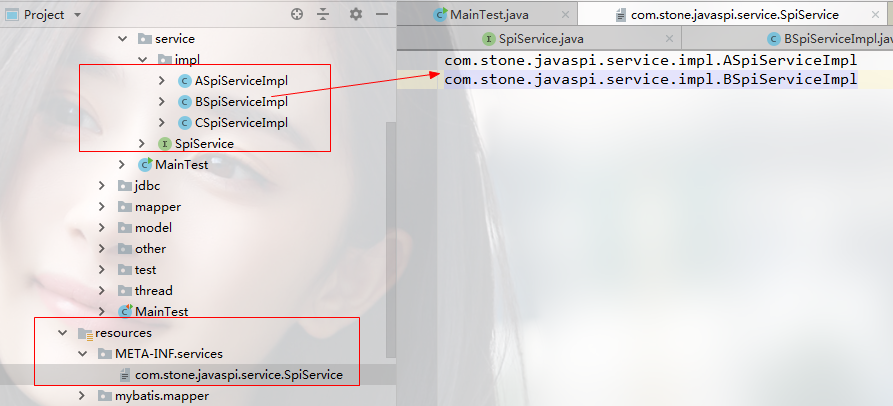 Project
service
impl
ASpiServiceImpl
BSpiServiceImpl
CSpiServiceImpl
SpiService
MainTest
jdbc
mapper
model
other
test
thread
MainTest
resources
META-INF.services
com.stone.javaspi.service.SpiService
mybatis.mapper
MainTest.java
com.stone.javaspi.service.SpiService
SpiService.java
BSpiServiceImpl.jav
com.stone.javaspi.service.impl.ASpiServiceImpl
com.stone.javaspi.service.impl.BSpiServiceImpl